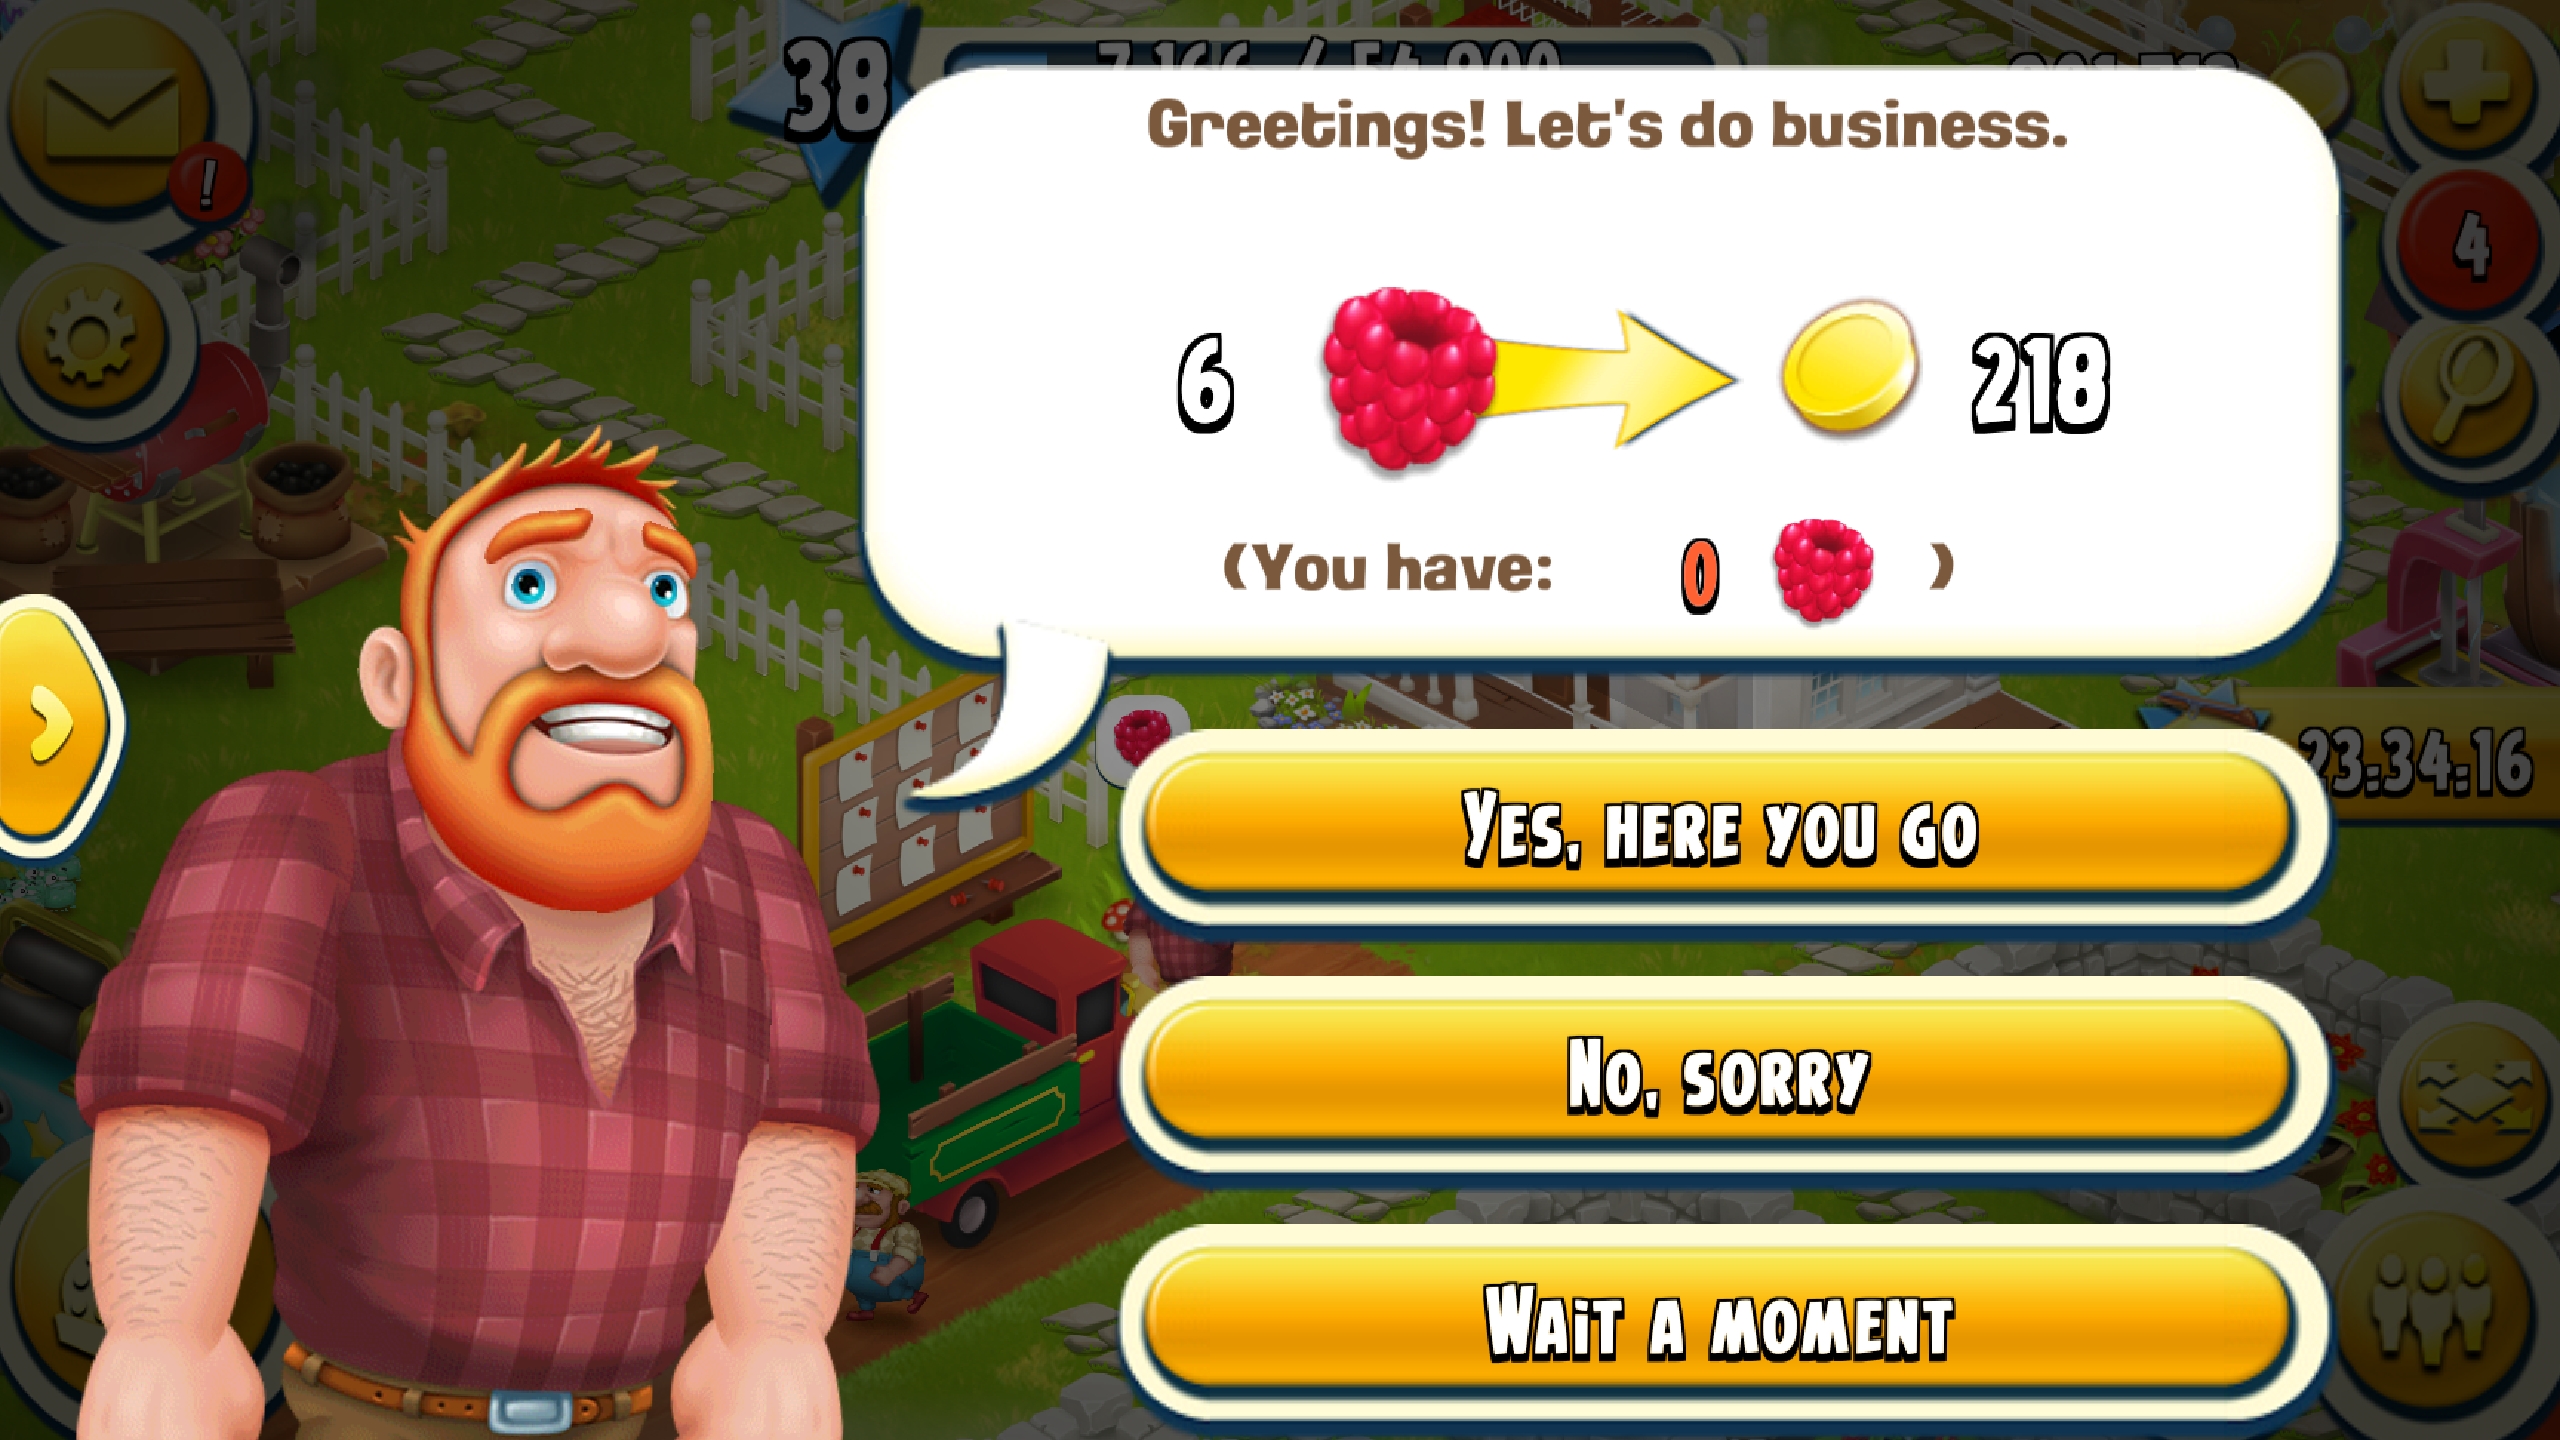 38
Greetings! Let's do business.
6
218
(You have: 0 )
!
4
23:34:16
Yes, here you go
No, sorry
Wait a moment